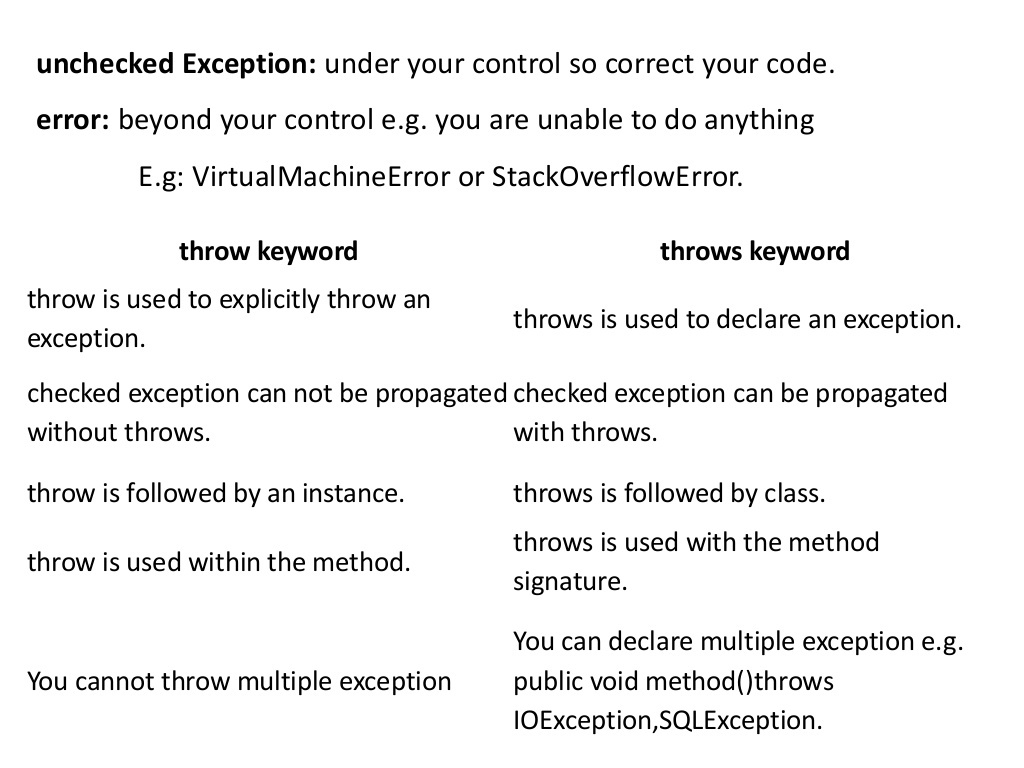 unchecked Exception: under your control so correct your code.
error: beyond your control e.g. you are unable to do anything
E.g: VirtualMachineError or StackOverflowError.
throw keyword
throws keyword
throw is used to explicitly throw an
exception.
throws is used to declare an exception.
checked exception can not be propagated
without throws.
checked exception can be propagated
with throws.
throw is followed by an instance.
throws is followed by class.
throw is used within the method.
throws is used with the method
signature.
You cannot throw multiple exception
You can declare multiple exception e.g.
public void method()throws
IOException,SQLException.